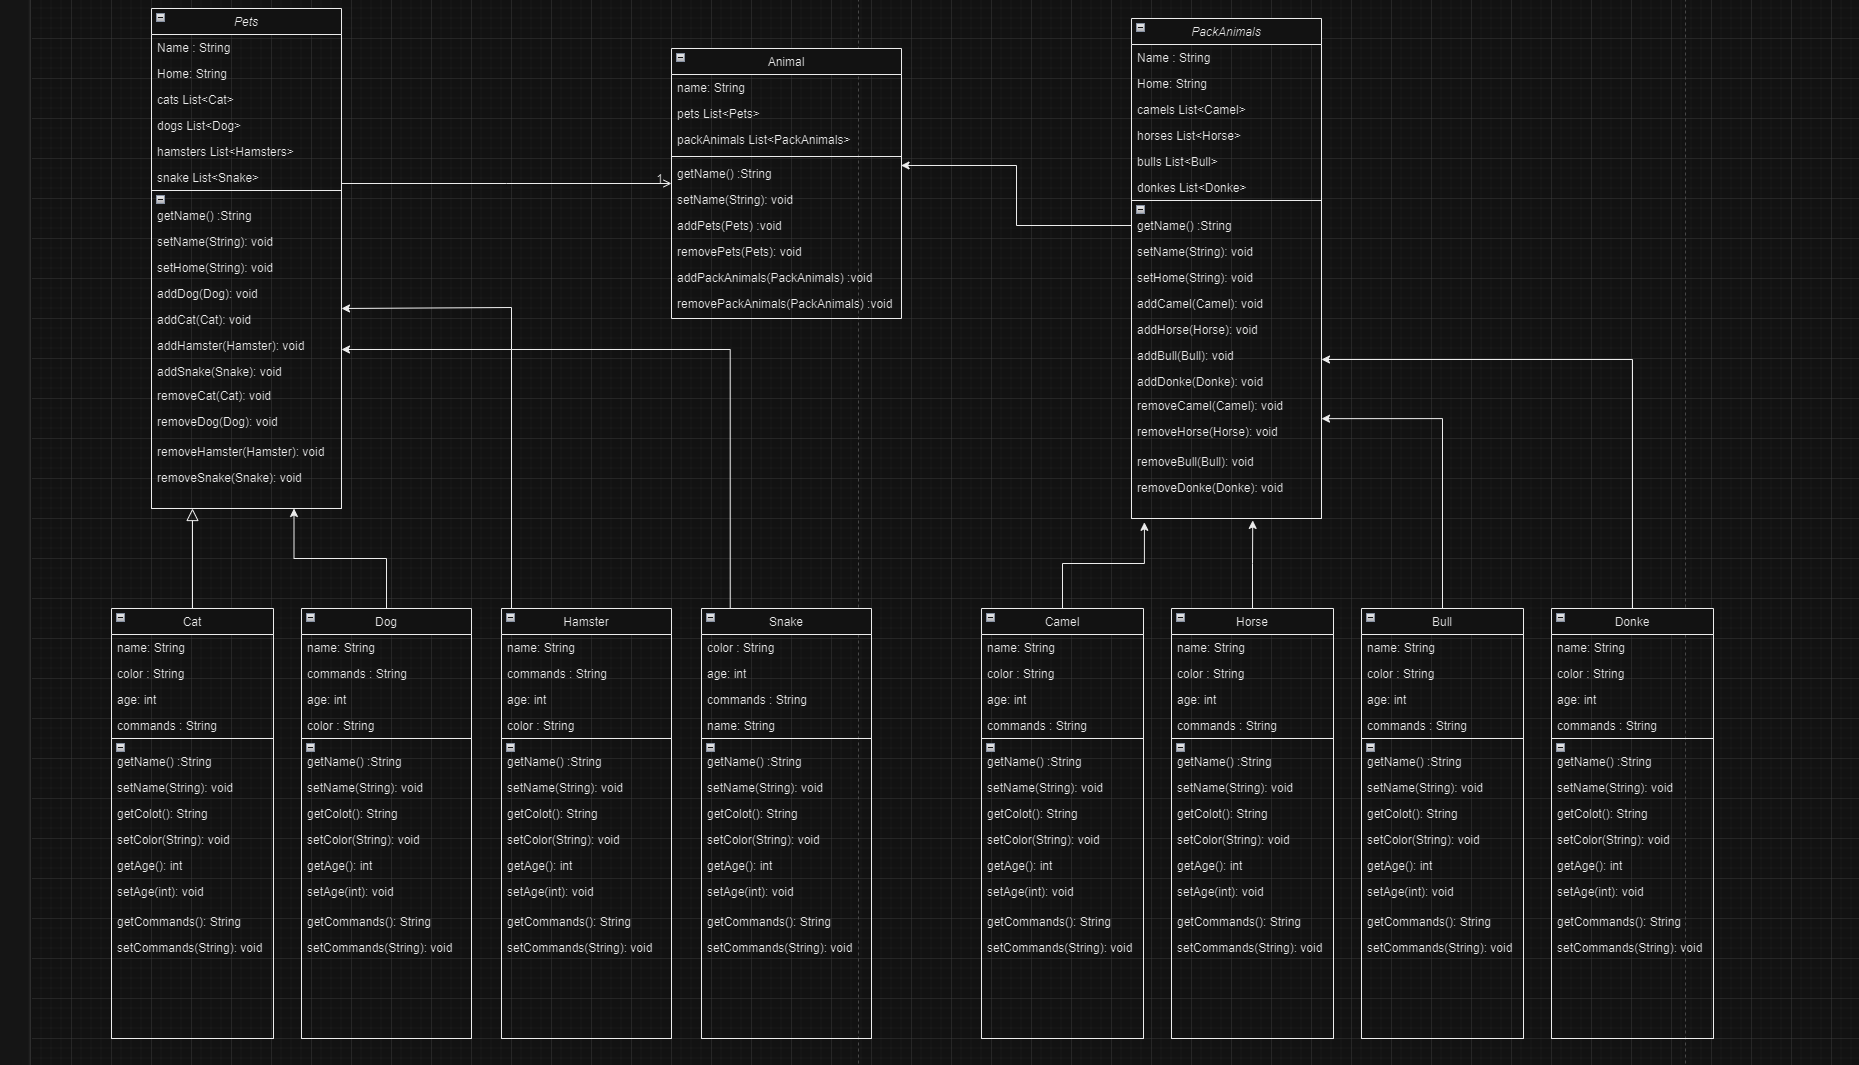 Pets
Name : String
Home: String
cats List<Cat>
dogs List<Dog>
hamsters List<Hamsters>
snake List<Snake>
getName() :String
setName(String): void
setHome(String): void
addDog(Dog): void
addCat(Cat): void
addHamster(Hamster): void
addSnake(Snake): void
removeCat(Cat): void
removeDog(Dog): void
removeHamster(Hamster): void
removeSnake(Snake): void
1
Animal
name: String
pets List<Pets>
packAnimals List<PackAnimals>
getName() :String
setName(String): void
addPets(Pets) :void
removePets(Pets): void
addPackAnimals(PackAnimals) :void
removePackAnimals(PackAnimals) :void
PackAnimals
Name : String
Home: String
camels List<Camel>
horses List<Horse>
bulls List<Bull>
donkes List<Donke>
getName() :String
setName(String): void
setHome(String): void
addCamel(Camel): void
addHorse(Horse): void
addBull(Bull): void
addDonke(Donke): void
removeCamel(Camel): void
removeHorse(Horse): void
removeBull(Bull): void
removeDonke(Donke): void
Cat
name: String
color : String
age: int
commands : String
getName() :String
setName(String): void
getColot(): String
setColor(String): void
getAge(): int
setAge(int): void
getCommands(): String
setCommands(String): void
Dog
name: String
commands : String
age: int
color : String
getName() :String
setName(String): void
getColot(): String
setColor(String): void
getAge(): int
setAge(int): void
getCommands(): String
setCommands(String): void
Hamster
name: String
commands : String
age: int
color : String
getName() :String
setName(String): void
getColot(): String
setColor(String): void
getAge(): int
setAge(int): void
getCommands(): String
setCommands(String): void
Snake
color : String
age: int
commands : String
name: String
getName() :String
setName(String): void
getColot(): String
setColor(String): void
getAge(): int
setAge(int): void
getCommands(): String
setCommands(String): void
Camel
name: String
color : String
age: int
commands : String
getName() :String
setName(String): void
getColot(): String
setColor(String): void
getAge(): int
setAge(int): void
getCommands(): String
setCommands(String): void
Horse
name: String
color : String
age: int
commands : String
getName() :String
setName(String): void
getColot(): String
setColor(String): void
getAge(): int
setAge(int): void
getCommands(): String
setCommands(String): void
Bull
name: String
color : String
age: int
commands : String
getName() :String
setName(String): void
getColot(): String
setColor(String): void
getAge(): int
setAge(int): void
getCommands(): String
setCommands(String): void
Donke
name: String
color : String
age: int
commands : String
getName() :String
setName(String): void
getColot(): String
setColor(String): void
getAge(): int
setAge(int): void
getCommands(): String
setCommands(String): void